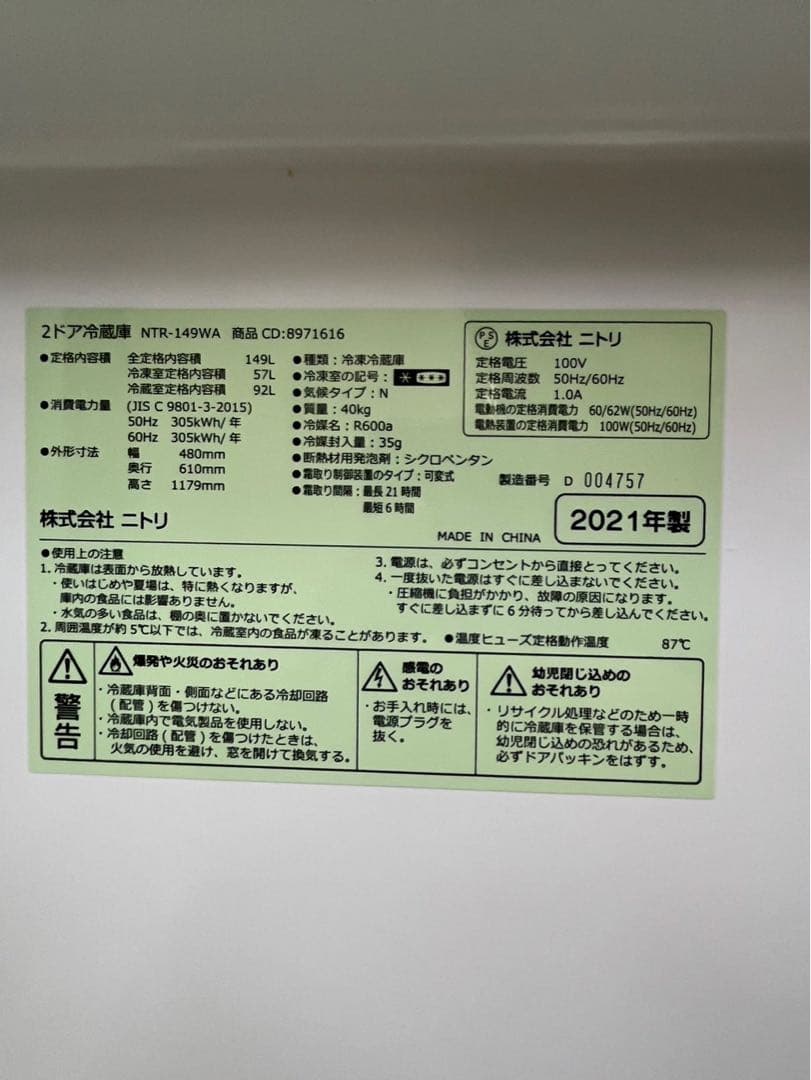 2ドア冷蔵庫 NTR-149WA 商品CD:8971616
●定格内容積 全定格内容積 149L
冷凍室定格内容積 57L
冷蔵室定格内容積 92L
●消費電力量 (JIS C 9801-3-2015)
50Hz 305kWh/年
60Hz 305kWh/年
●外形寸法 幅 480mm
奥行 610mm
高さ 1179mm
株式会社 ニトリ
●種類：冷凍冷蔵庫
●冷凍室の記号：
●気候タイプ：N
●質量：40kg
●冷媒名：R600a
●冷媒封入量：35g
●断熱材用発泡剤：シクロペンタン
●霜取り制御装置のタイプ：可変式
●霜取り間隔：最長21時間
最短6時間
PSE 株式会社 ニトリ
定格電圧 100V
定格周波数 50Hz/60Hz
定格電流 1.0A
電動機の定格消費電力 60/62W(50Hz/60Hz)
電熱装置の定格消費電力 100W(50Hz/60Hz)
製造番号 D 004757
MADE IN CHINA
2021年製
●使用上の注意
1. 冷蔵庫は表面から放熱しています。
・使いはじめや夏場は、特に熱くなりますが、
庫内の食品には影響ありません。
・水気の多い食品は、棚の奥に置かないでください。
2. 周囲温度が約5℃以下では、冷蔵室内の食品が凍ることがあります。
3. 電源は、必ずコンセントから直接とってください。
4. 一度抜いた電源はすぐに差し込まないでください。
・圧縮機に負担がかかり、故障の原因になります。
すぐに差し込まずに6分待ってから差し込んでください。
●温度ヒューズ定格動作温度 87℃
警告
爆発や火災のおそれあり
・冷蔵庫背面・側面などにある冷却回路
(配管)を傷つけない。
・冷蔵庫内で電気製品を使用しない。
・冷却回路(配管)を傷つけたときは、
火気の使用を避け、窓を開けて換気する。
感電の
おそれあり
・お手入れ時には、
電源プラグを
抜く。
幼児閉じ込めの
おそれあり
・リサイクル処理などのため一時
的に冷蔵庫を保管する場合は、
幼児閉じ込めの恐れがあるため、
必ずドアパッキンをはずす。